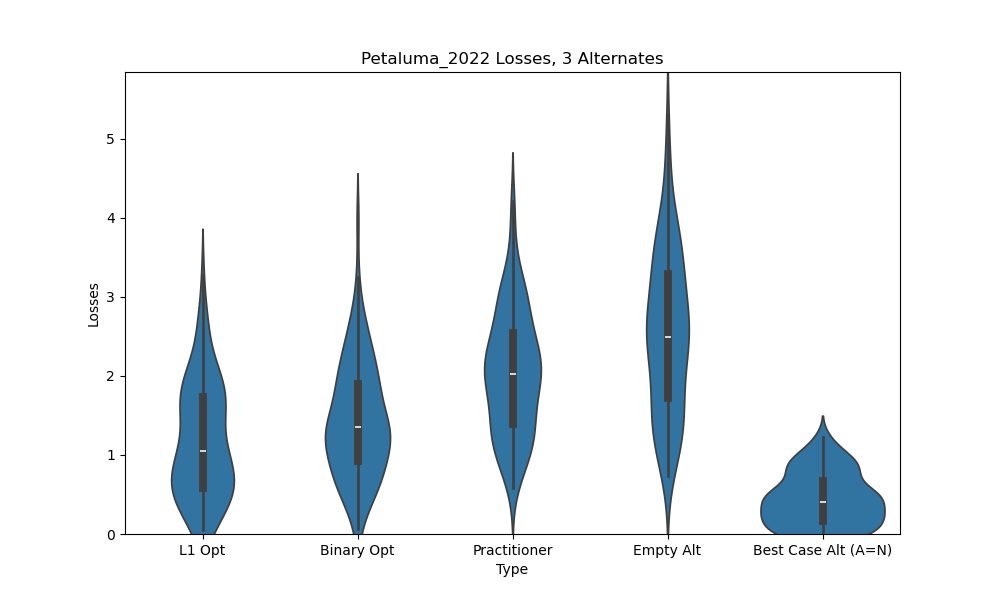 Petaluma_2022 Losses, 3 Alternates
Losses
5
4
3
2
1
0
L1 Opt
Binary Opt
Practitioner
Empty Alt
Best Case Alt (A=N)
Type